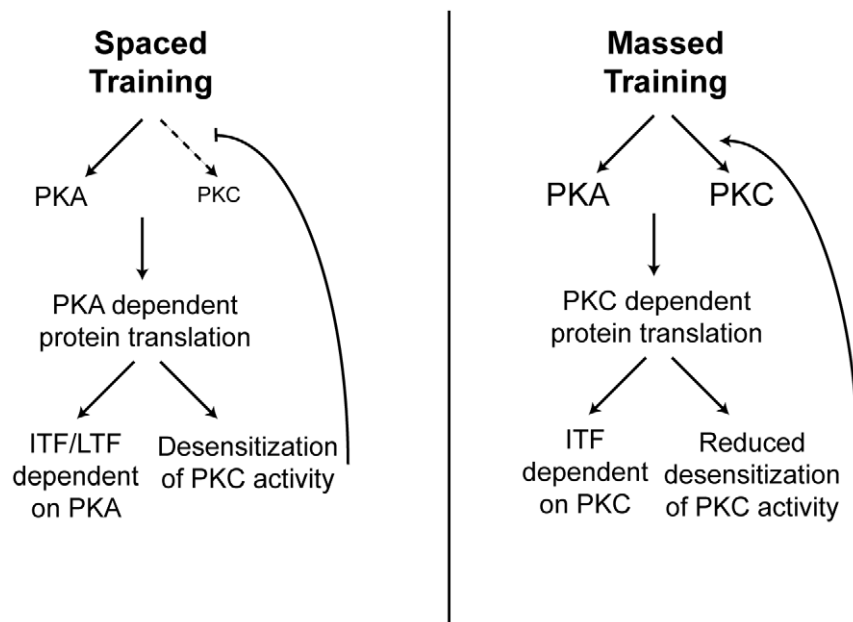 Spaced
Training
PKA
PKC
PKA dependent
protein translation
ITF/LTF
dependent
on PKA
Desensitization
of PKC activity
Massed
Training
PKA
PKC
PKC dependent
protein translation
ITF
dependent
on PKC
Reduced
desensitization
of PKC activity